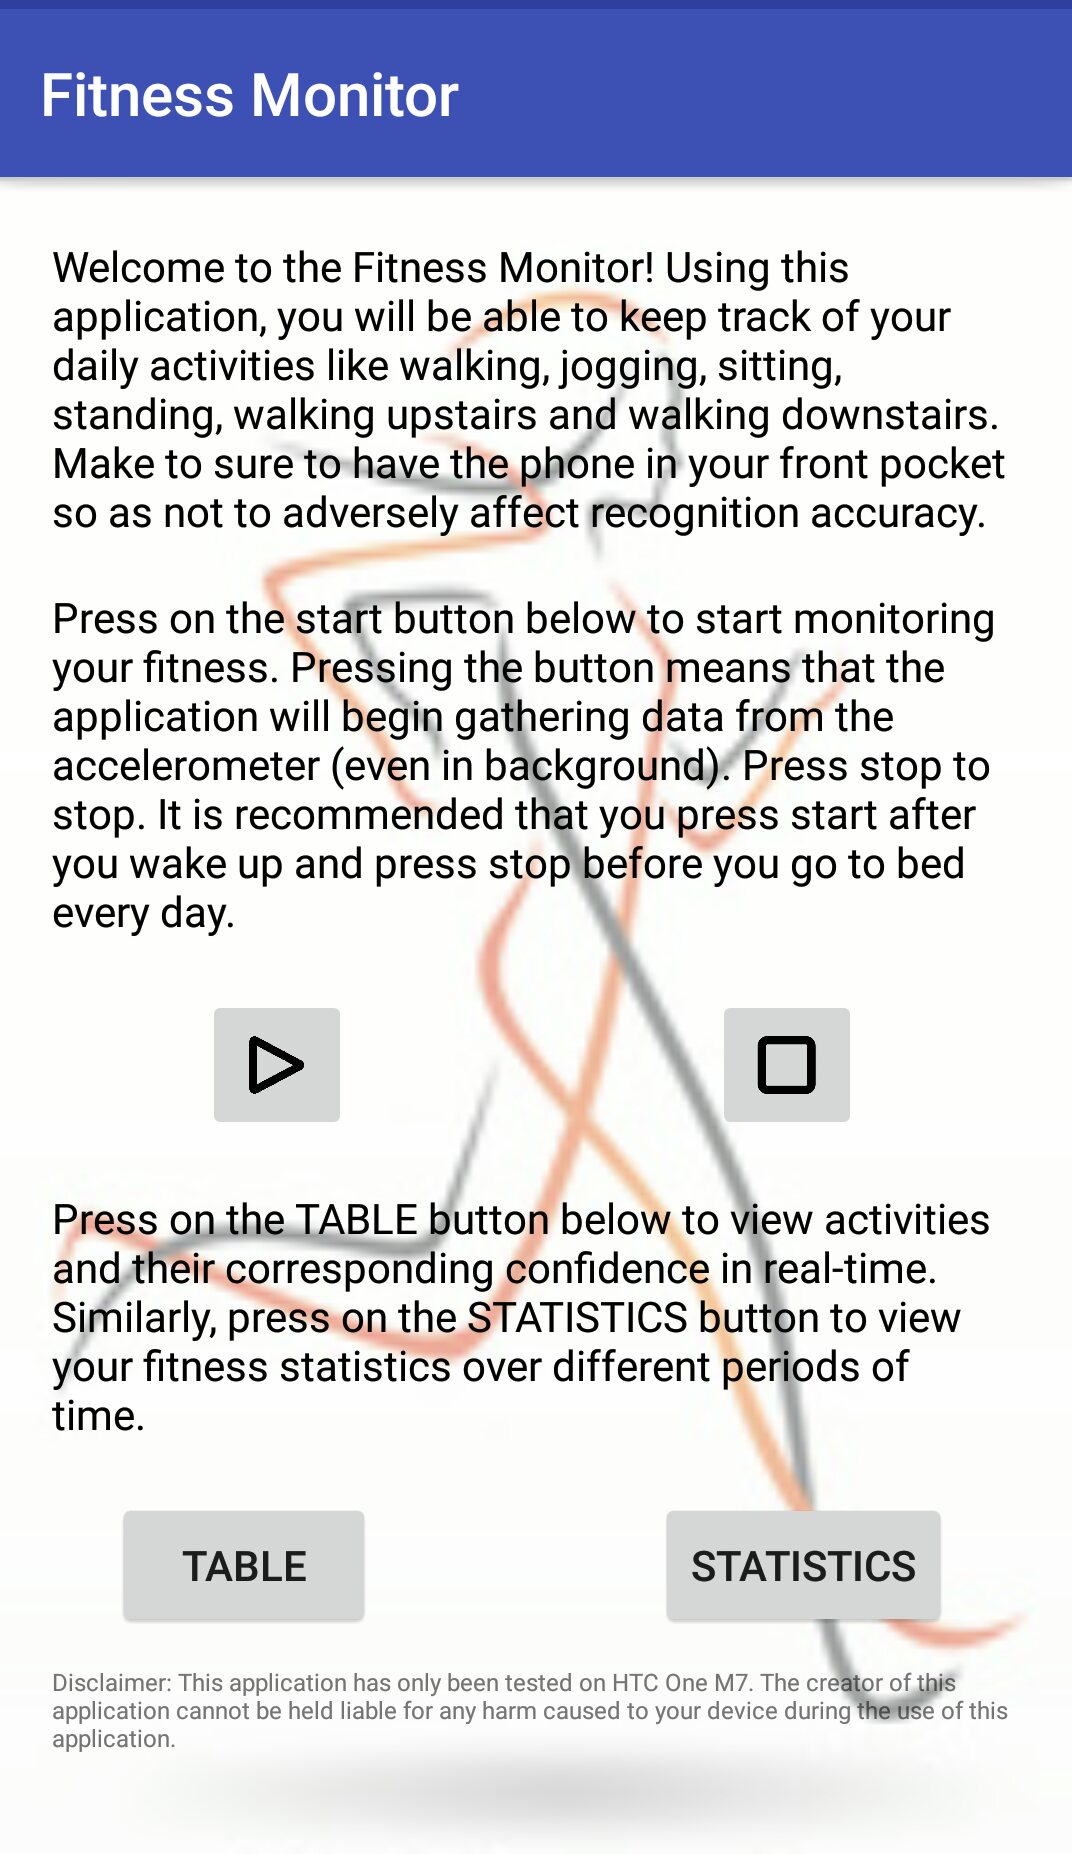 Fitness Monitor
Welcome to the Fitness Monitor! Using this
application, you will be able to keep track of your
daily activities like walking, jogging, sitting,
standing, walking upstairs and walking downstairs.
Make to sure to have the phone in your front pocket
so as not to adversely affect recognition accuracy.
Press on the start button below to start monitoring
your fitness. Pressing the button means that the
application will begin gathering data from the
accelerometer (even in background). Press stop to
stop. It is recommended that you press start after
you wake up and press stop before you go to bed
every day.
Press on the TABLE button below to view activities
and their corresponding confidence in real-time.
Similarly, press on the STATISTICS button to view
your fitness statistics over different periods of
time.
TABLE
STATISTICS
Disclaimer: This application has only been tested on HTC One M7. The creator of this
application cannot be held liable for any harm caused to your device during the use of this
application.